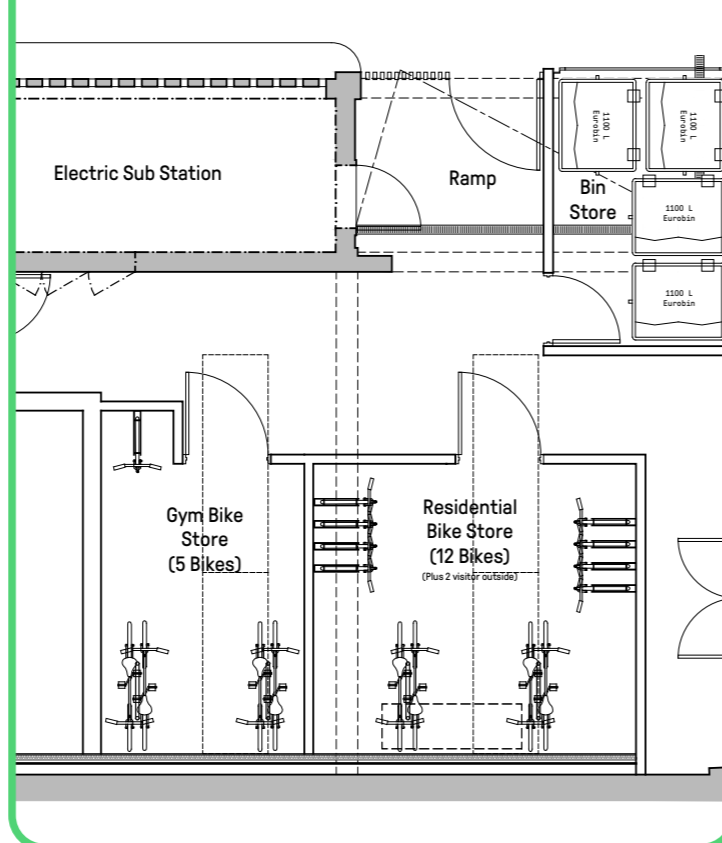 Electric Sub Station
Ramp
Bin
Store
1100 L
Eurobin
1100 L
Eurobin
1100 L
Eurobin
1100 L
Eurobin
Gym Bike
Store
(5 Bikes)
Residential
Bike Store
(12 Bikes)
(Plus 2 visitor outside)